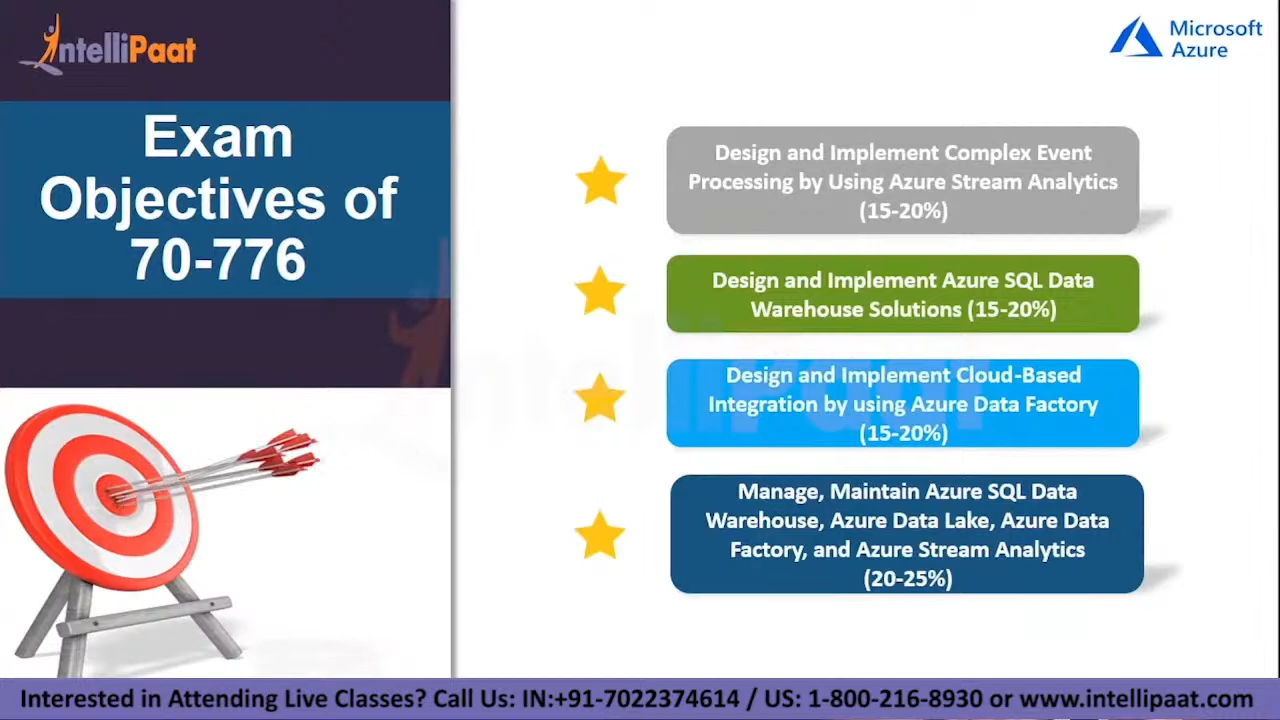 IntelliPaat
Microsoft
Azure
Exam
Objectives of
70-776
Design and Implement Complex Event
Processing by Using Azure Stream Analytics
(15-20%)
Design and Implement Azure SQL Data
Warehouse Solutions (15-20%)
Design and Implement Cloud-Based
Integration by using Azure Data Factory
(15-20%)
Manage, Maintain Azure SQL Data
Warehouse, Azure Data Lake, Azure Data
Factory, and Azure Stream Analytics
(20-25%)
IntelliPaat
Interested in Attending Live Classes? Call Us: IN:+91-7022374614 / US: 1-800-216-8930 or www.intellipaat.com